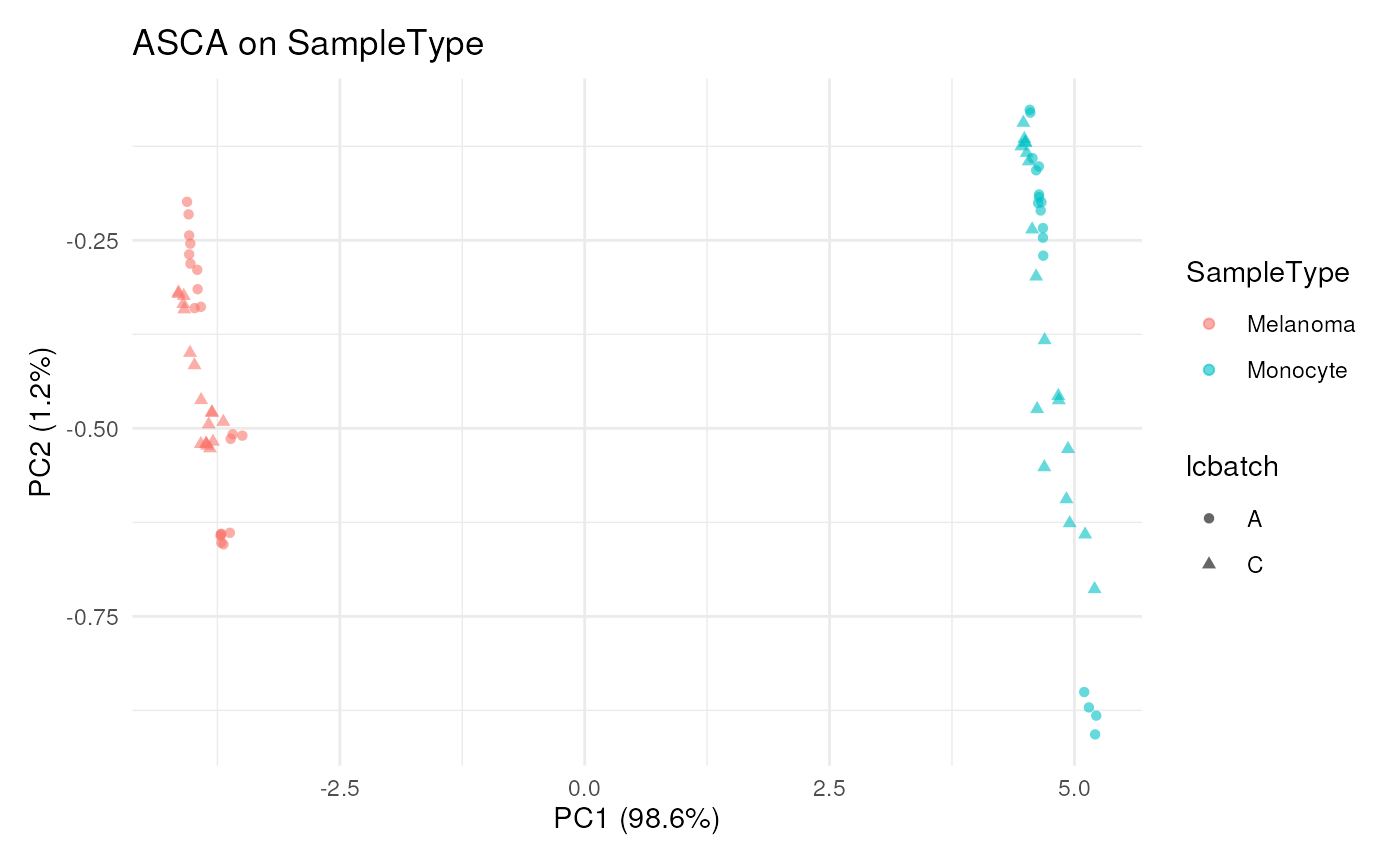 ASCA on SampleType
PC2 (1.2%)
-0.25
-0.50
-0.75
-2.5
0.0
2.5
5.0
PC1 (98.6%)
SampleType
Melanoma
Monocyte
lcbatch
A
C